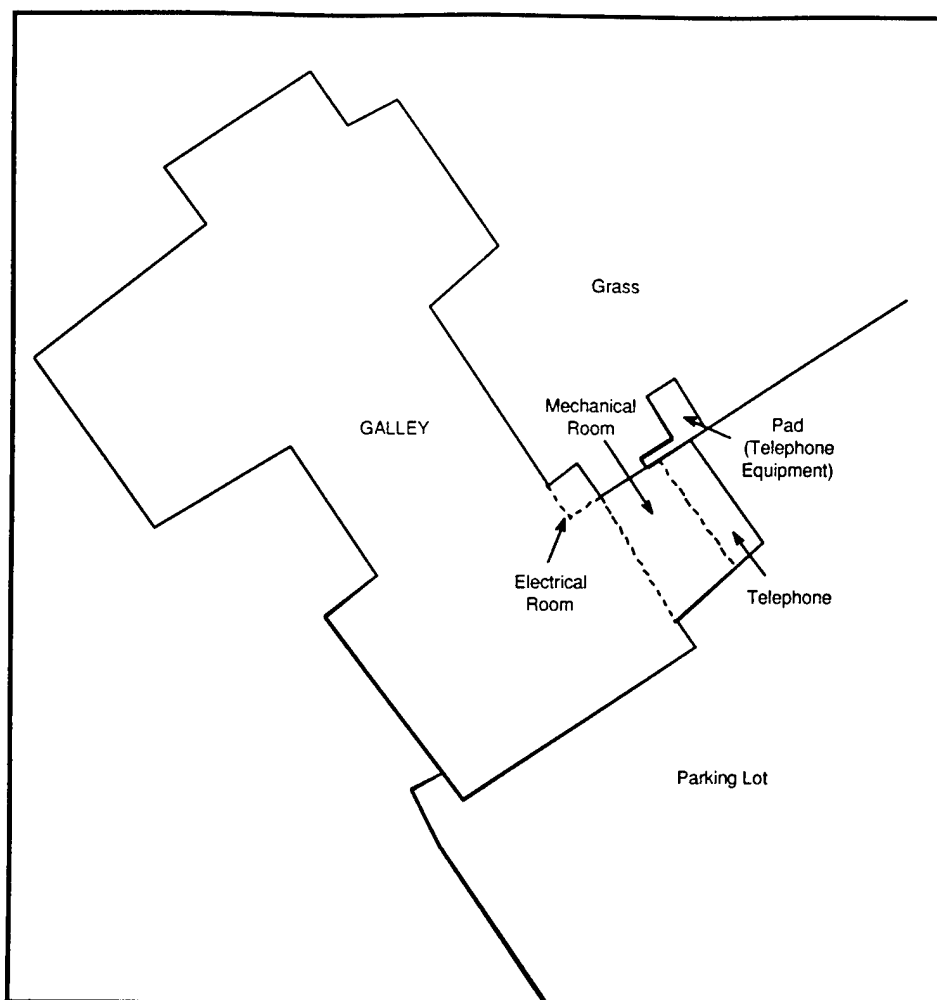 Grass
Mechanical
Room
GALLEY
Pad
(Telephone
Equipment)
Electrical
Room
Telephone
Parking Lot